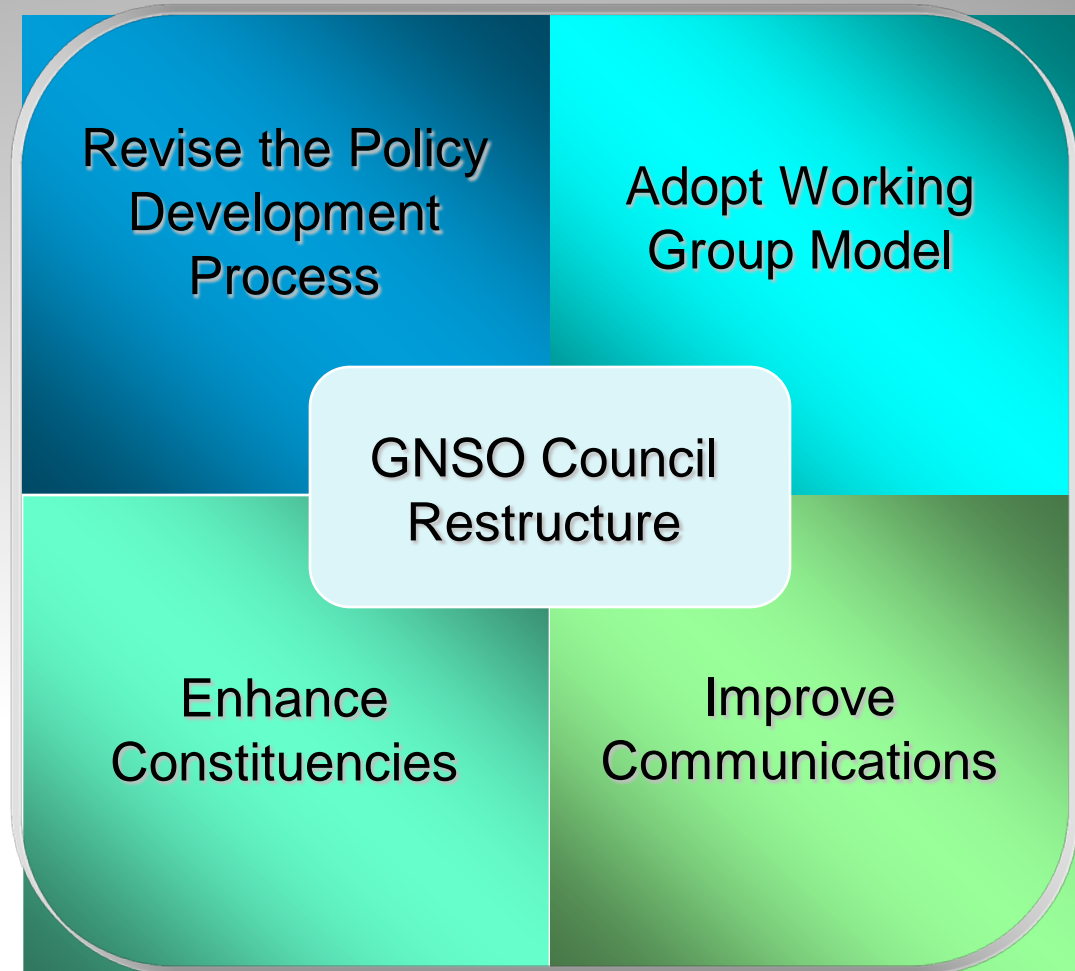 Revise the Policy
Development
Process
Adopt Working
Group Model
GNSO Council
Restructure
Enhance
Constituencies
Improve
Communications